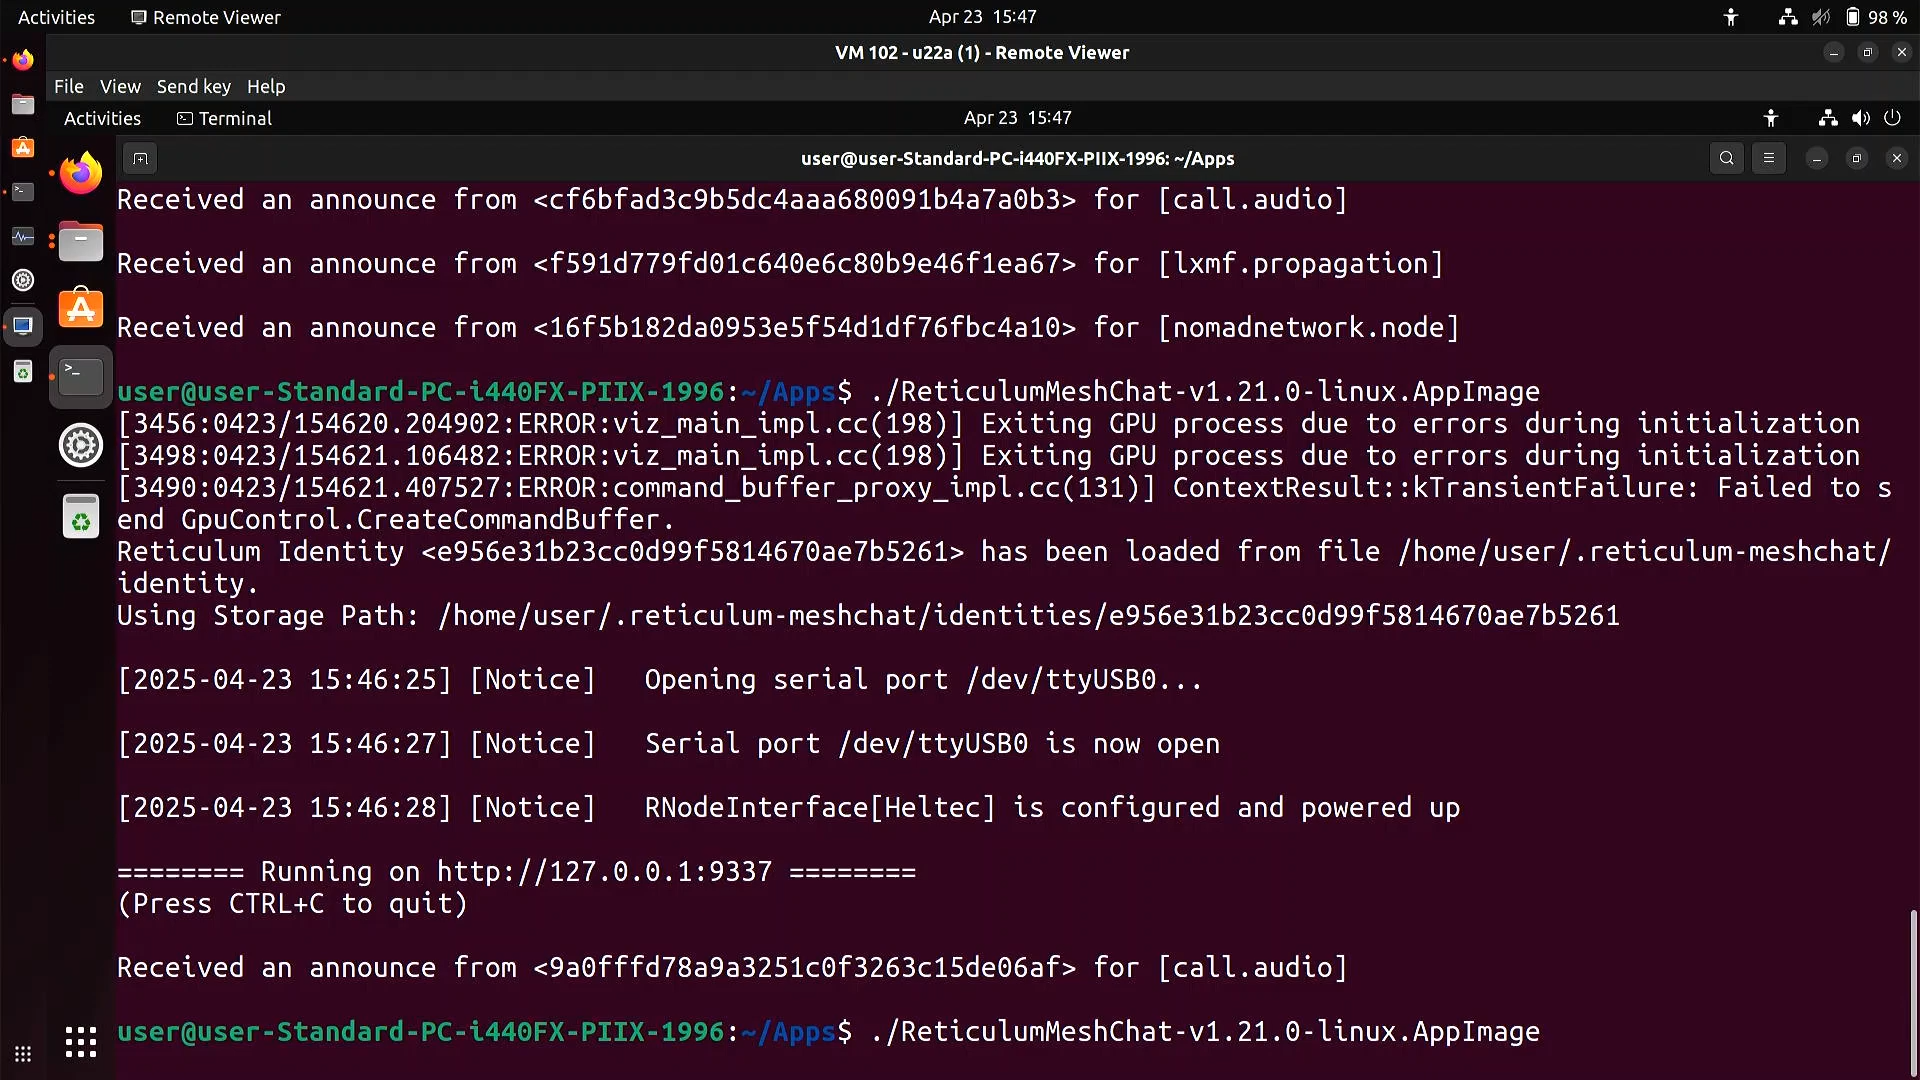 Activities Remote Viewer Apr 23 15:47 98 %
VM 102 - u22a (1) - Remote Viewer
File View Send key Help
Activities Terminal Apr 23 15:47
user@user-Standard-PC-i440FX-PIIX-1996: ~/Apps
Received an announce from <cf6bfad3c9b5dc4aaa680091b4a7a0b3> for [call.audio]
Received an announce from <f591d779fd01c640e6c80b9e46f1ea67> for [lxmf.propagation]
Received an announce from <16f5b182da0953e5f54d1df76fbc4a10> for [nomadnetwork.node]
user@user-Standard-PC-i440FX-PIIX-1996:~/Apps$ ./ReticulumMeshChat-v1.21.0-linux.AppImage
[3456:0423/154620.204902:ERROR:viz_main_impl.cc(198)] Exiting GPU process due to errors during initialization
[3498:0423/154621.106482:ERROR:viz_main_impl.cc(198)] Exiting GPU process due to errors during initialization
[3490:0423/154621.407527:ERROR:command_buffer_proxy_impl.cc(131)] ContextResult::kTransientFailure: Failed to s
end GpuControl.CreateCommandBuffer.
Reticulum Identity <e956e31b23cc0d99f5814670ae7b5261> has been loaded from file /home/user/.reticulum-meshchat/
identity.
Using Storage Path: /home/user/.reticulum-meshchat/identities/e956e31b23cc0d99f5814670ae7b5261
[2025-04-23 15:46:25] [Notice] Opening serial port /dev/ttyUSB0...
[2025-04-23 15:46:27] [Notice] Serial port /dev/ttyUSB0 is now open
[2025-04-23 15:46:28] [Notice] RNodeInterface[Heltec] is configured and powered up
======== Running on http://127.0.0.1:9337 ========
(Press CTRL+C to quit)
Received an announce from <9a0fffd78a9a3251c0f3263c15de06af> for [call.audio]
user@user-Standard-PC-i440FX-PIIX-1996:~/Apps$ ./ReticulumMeshChat-v1.21.0-linux.AppImage